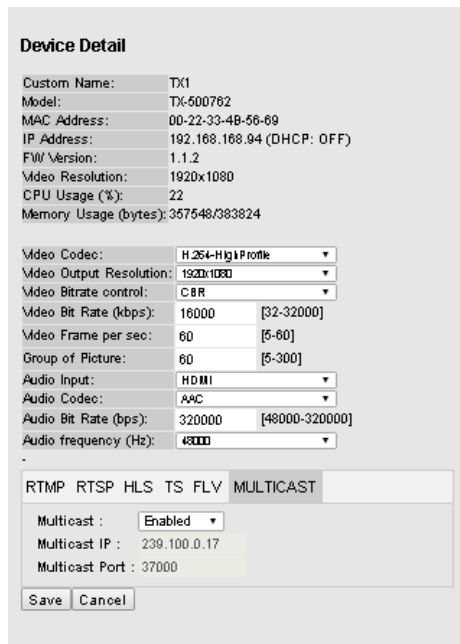 Device Detail
Custom Name: TX1
Model: TX-500762
MAC Address: 00-22-33-4B-56-69
IP Address: 192.168.168.94 (DHCP: OFF)
FW Version: 1.1.2
Video Resolution: 1920x1080
CPU Usage (%): 22
Memory Usage (bytes): 357548/383824
Video Codec: H.264-High Profile
Video Output Resolution: 1920x1080
Video Bitrate control: CBR
Video Bit Rate (kbps): 16000 [32-32000]
Video Frame per sec: 60 [5-60]
Group of Picture: 60 [5-300]
Audio Input: HDMI
Audio Codec: AAC
Audio Bit Rate (bps): 320000 [48000-320000]
Audio frequency (Hz): 48000
-
RTMP RTSP HLS TS FLV MULTICAST
Multicast : Enabled
Multicast IP : 239.100.0.17
Multicast Port : 37000
Save Cancel